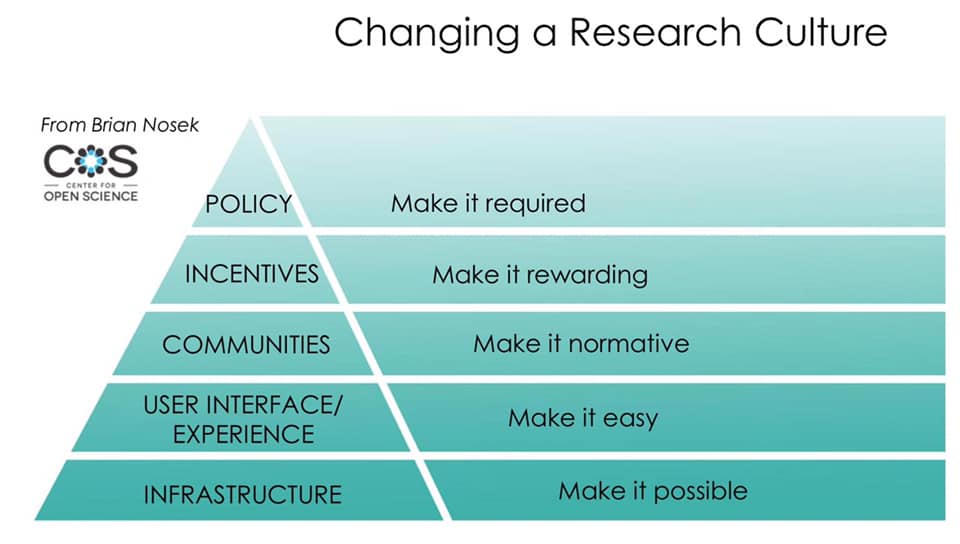 Changing a Research Culture
From Brian Nosek
COS
CENTER FOR
OPEN SCIENCE
POLICY
Make it required
INCENTIVES
Make it rewarding
COMMUNITIES
Make it normative
USER INTERFACE/
EXPERIENCE
Make it easy
INFRASTRUCTURE
Make it possible